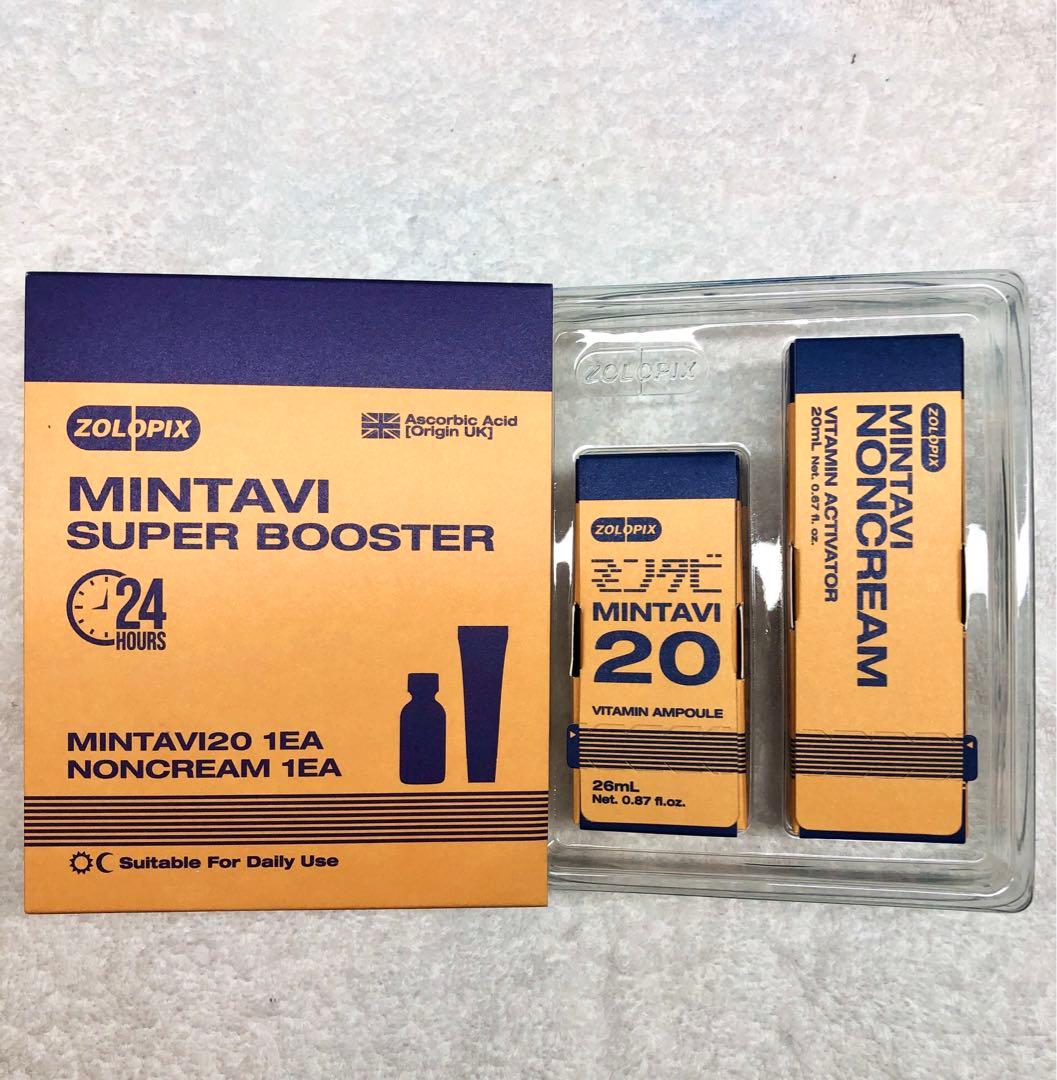 ZOLOPIX
Ascorbic Acid
[Origin UK]
MINTAVI
SUPER BOOSTER
24
HOURS
MINTAVI20 1EA
NONCREAM 1EA
Suitable For Daily Use
ZOLOPIX
ZOLOPIX
ミンタビ
MINTAVI
20
VITAMIN AMPOULE
26mL
Net. 0.87 fl.oz.
ZOLOPIX
MINTAVI
NONCREAM
VITAMIN ACTIVATOR
20mL Net. 0.67 fl. oz.